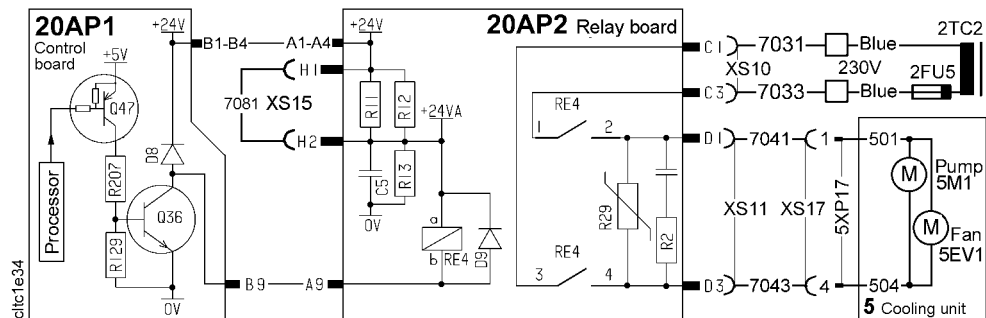 20AP1
Control
board
+24V
B1-B4
A1-A4
+24V
20AP2 Relay board
C1
7031
Blue
2TC2
+5V
Q47
H1
7081 XS15
H2
R11
R12
+24VA
XS10
230V
2FU5
C3
7033
Blue
RE4
1
2
D1
7041
1
501
D8
R207
Processor
Q36
R129
0V
C5
R13
0V
a
b RE4
D9
R29
R2
XS11
XS17
5XP17
M
Pump
5M1
M
Fan
5EV1
RE4
3
4
B9
A9
D3
7043
4
504
5 Cooling unit
cltc1e34